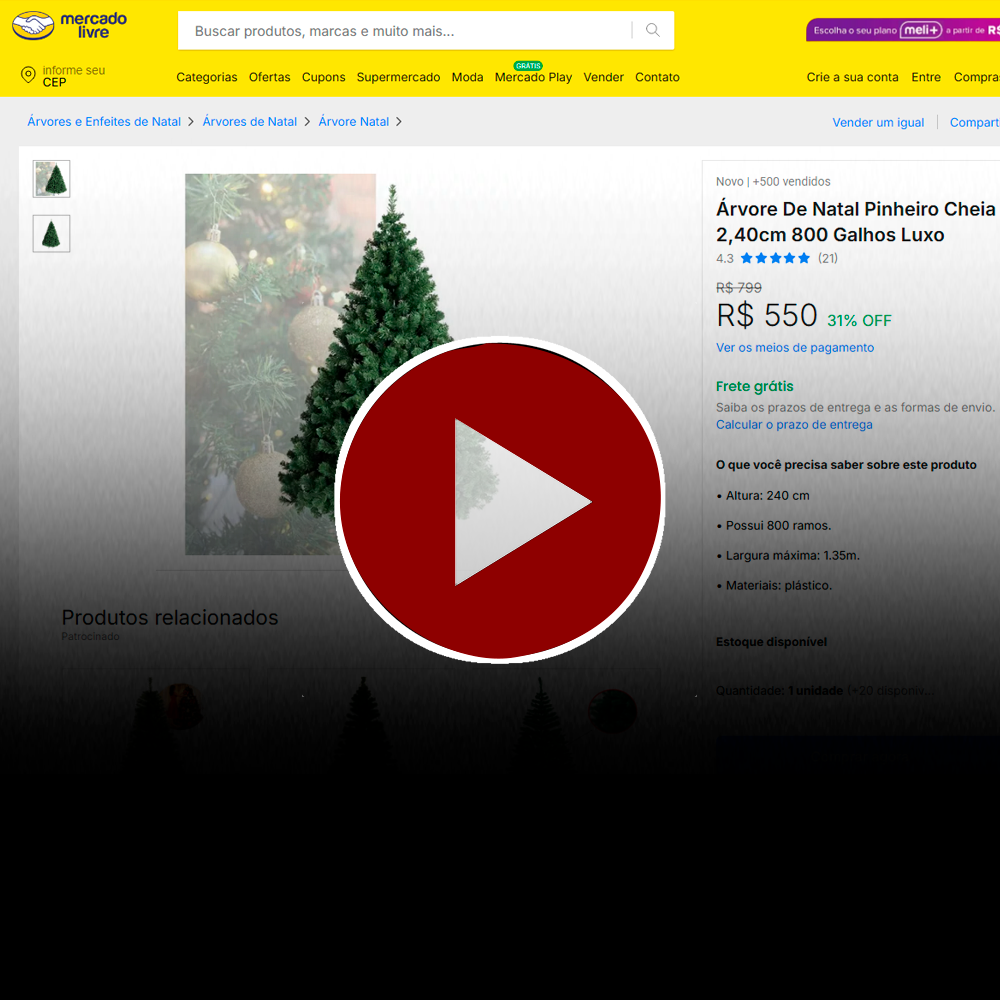 mercado
livre
Buscar produtos, marcas e muito mais...
Escolha o seu plano meli+ a partir de R$
informe seu
CEP
Categorias Ofertas Cupons Supermercado Moda Mercado Play Vender Contato
GRÁTIS
Crie a sua conta Entre Compras
Árvores e Enfeites de Natal > Árvores de Natal > Árvore Natal >
Vender um igual | Comparti
Novo | +500 vendidos
Árvore De Natal Pinheiro Cheia
2,40cm 800 Galhos Luxo
4.3 ★★★★★ (21)
R$ 799
R$ 550 31% OFF
Ver os meios de pagamento
Frete grátis
Saiba os prazos de entrega e as formas de envio.
Calcular o prazo de entrega
O que você precisa saber sobre este produto
• Altura: 240 cm
• Possui 800 ramos.
• Largura máxima: 1.35m.
• Materiais: plástico.
Produtos relacionados
Patrocinado
Estoque disponível
Quantidade: 1 unidade (+20 disponív...